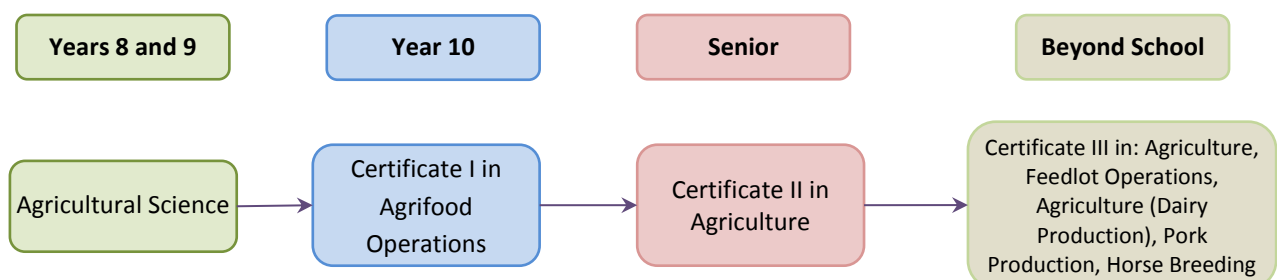 Years 8 and 9
Year 10
Senior
Beyond School
Agricultural Science
Certificate I in
Agrifood
Operations
Certificate II in
Agriculture
Certificate III in: Agriculture,
Feedlot Operations,
Agriculture (Dairy
Production), Pork
Production, Horse Breeding